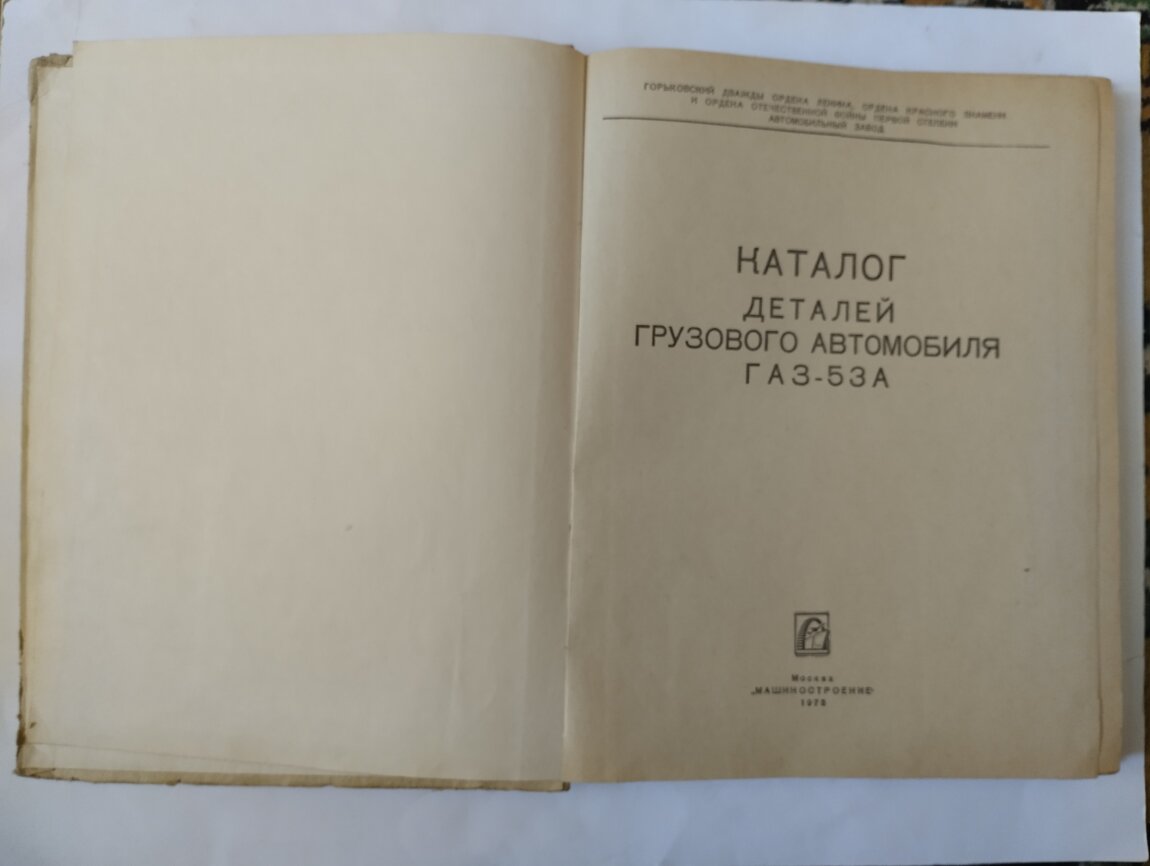 ГОРЬКОВСКИЙ ДВАЖДЫ ОРДЕНА ЛЕНИНА, ОРДЕНА КРАСНОГО ЗНАМЕНИ
И ОРДЕНА ОТЕЧЕСТВЕННОЙ ВОЙНЫ ПЕРВОЙ СТЕПЕНИ
АВТОМОБИЛЬНЫЙ ЗАВОД
КАТАЛОГ
ДЕТАЛЕЙ
ГРУЗОВОГО АВТОМОБИЛЯ
ГАЗ-53А
Москва
„МАШИНОСТРОЕНИЕ"